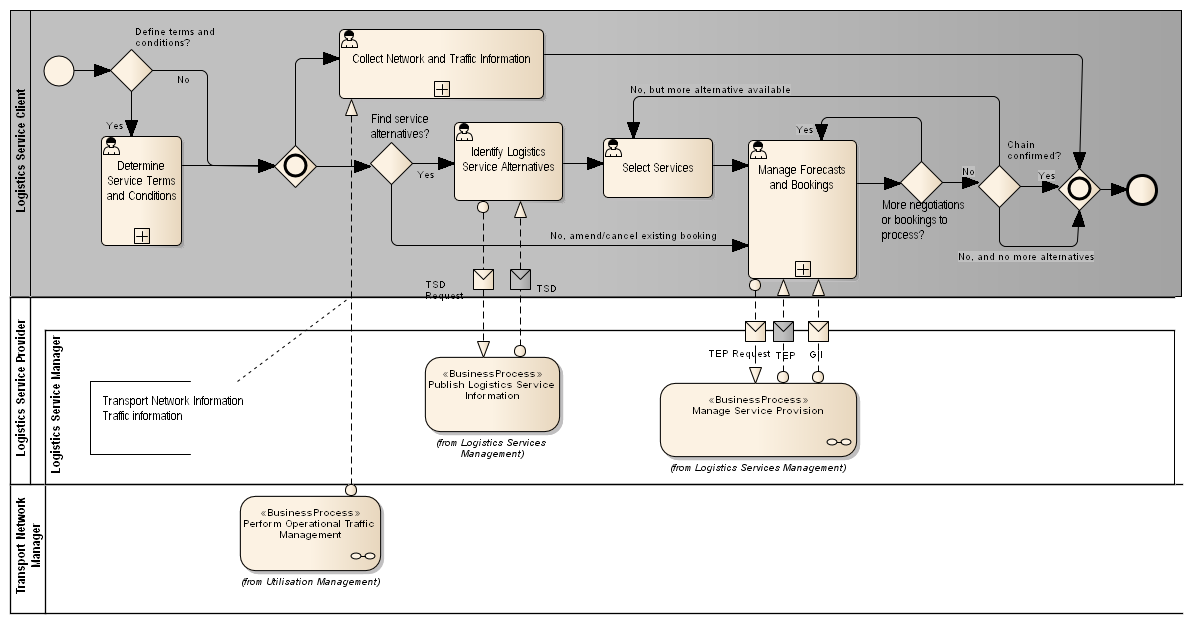 Logistics Service Client
Define terms and
conditions?
No
Yes
Determine
Service Terms
and Conditions
Collect Network and Traffic Information
Find service
alternatives?
Yes
Identify Logistics
Service Alternatives
No, but more alternative available
Select Services
No, amend/cancel existing booking
Yes
Manage Forecasts
and Bookings
No
More negotiations
or bookings to
process?
Chain
confirmed?
Yes
No, and no more alternatives
TSD
Request
TSD
Logistics Service Provider
Logistics Service Manager
TEP Request
TEP
GII
Transport Network Information
Traffic information
«BusinessProcess»
Publish Logistics Service
Information
(from Logistics Services
Management)
«BusinessProcess»
Manage Service Provision
(from Logistics Services Management)
Transport Network
Manager
«BusinessProcess»
Perform Operational Traffic
Management
(from Utilisation Management)